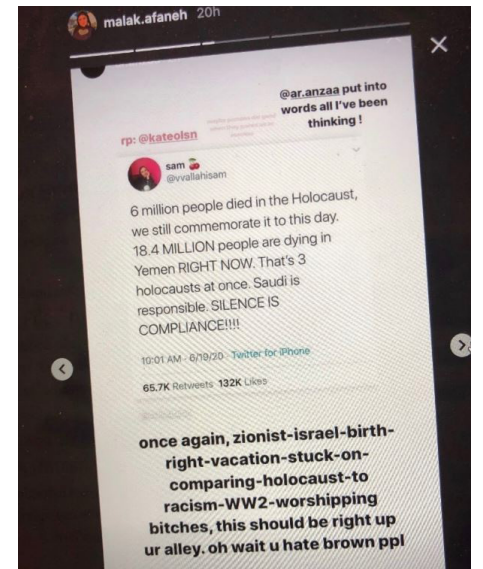 malak.afaneh 20h
@ar.anzaa put into
words all I've been
thinking !
rp: @kateolsn
sam 🍒
@vvallahisam
6 million people died in the Holocaust,
we still commemorate it to this day.
18.4 MILLION people are dying in
Yemen RIGHT NOW. That's 3
holocausts at once. Saudi is
responsible. SILENCE IS
COMPLIANCE!!!!
10:01 AM · 6/19/20 · Twitter for iPhone
65.7K Retweets 132K Likes
once again, zionist-israel-birth-
right-vacation-stuck-on-
comparing-holocaust-to
racism-WW2-worshipping
bitches, this should be right up
ur alley. oh wait u hate brown ppl